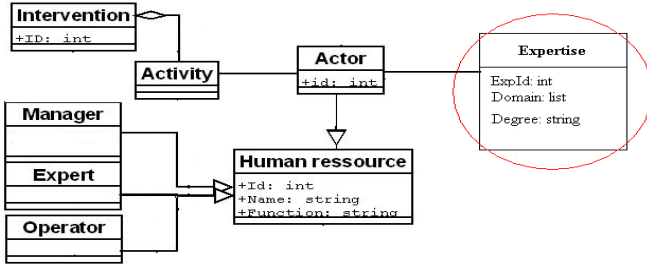 Intervention
+ID: int
Activity
Actor
+id: int
Expertise
ExpId: int
Domain: list
Degree: string
Manager
Expert
Operator
Human ressource
+Id: int
+Name: string
+Function: string